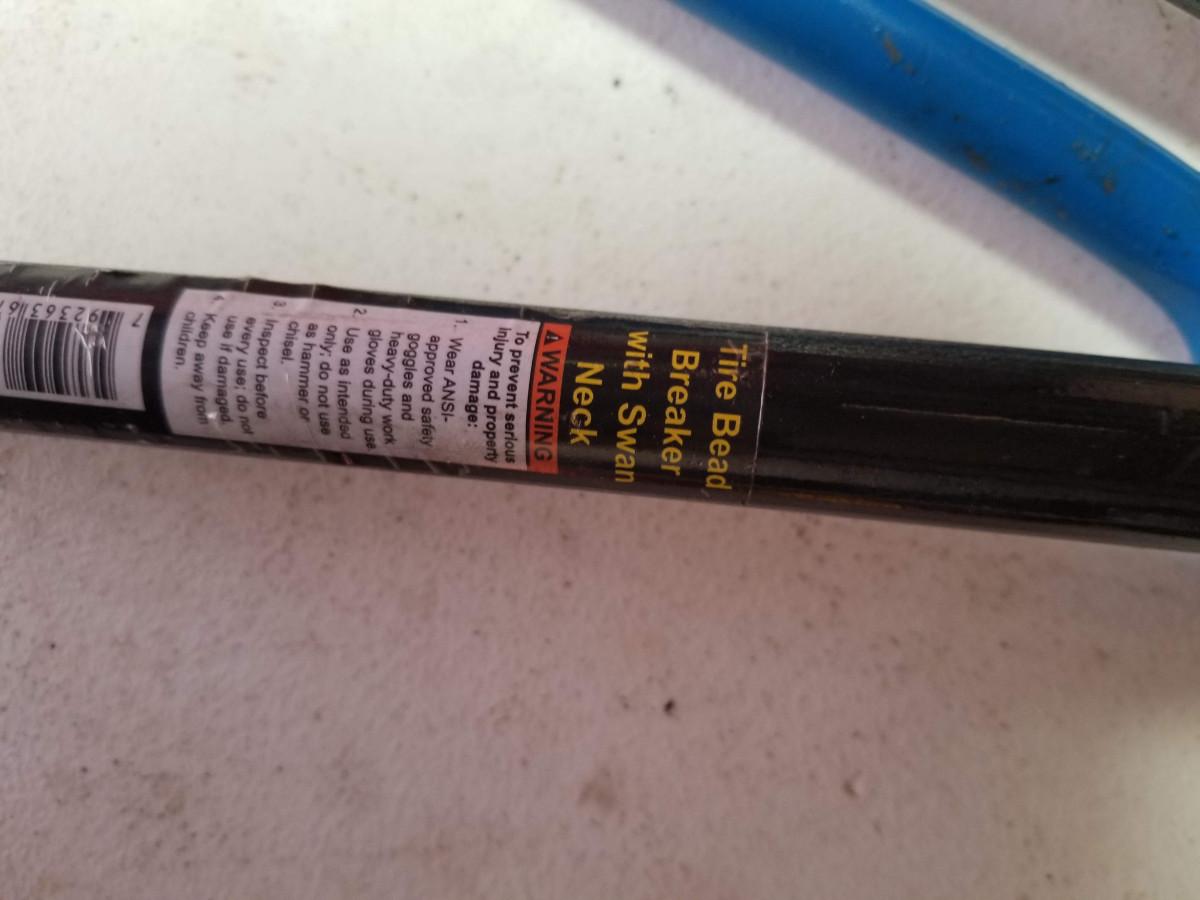 Tire Bead
Breaker
with Swan
Neck
WARNING
To prevent serious
injury and property
damage:
1. Wear ANSI-
approved safety
goggles and
heavy-duty work
gloves during use.
2. Use as intended
only; do not use
as hammer or
chisel.
3. Inspect before
every use; do not
use if damaged.
4. Keep away from
children.
7
92363